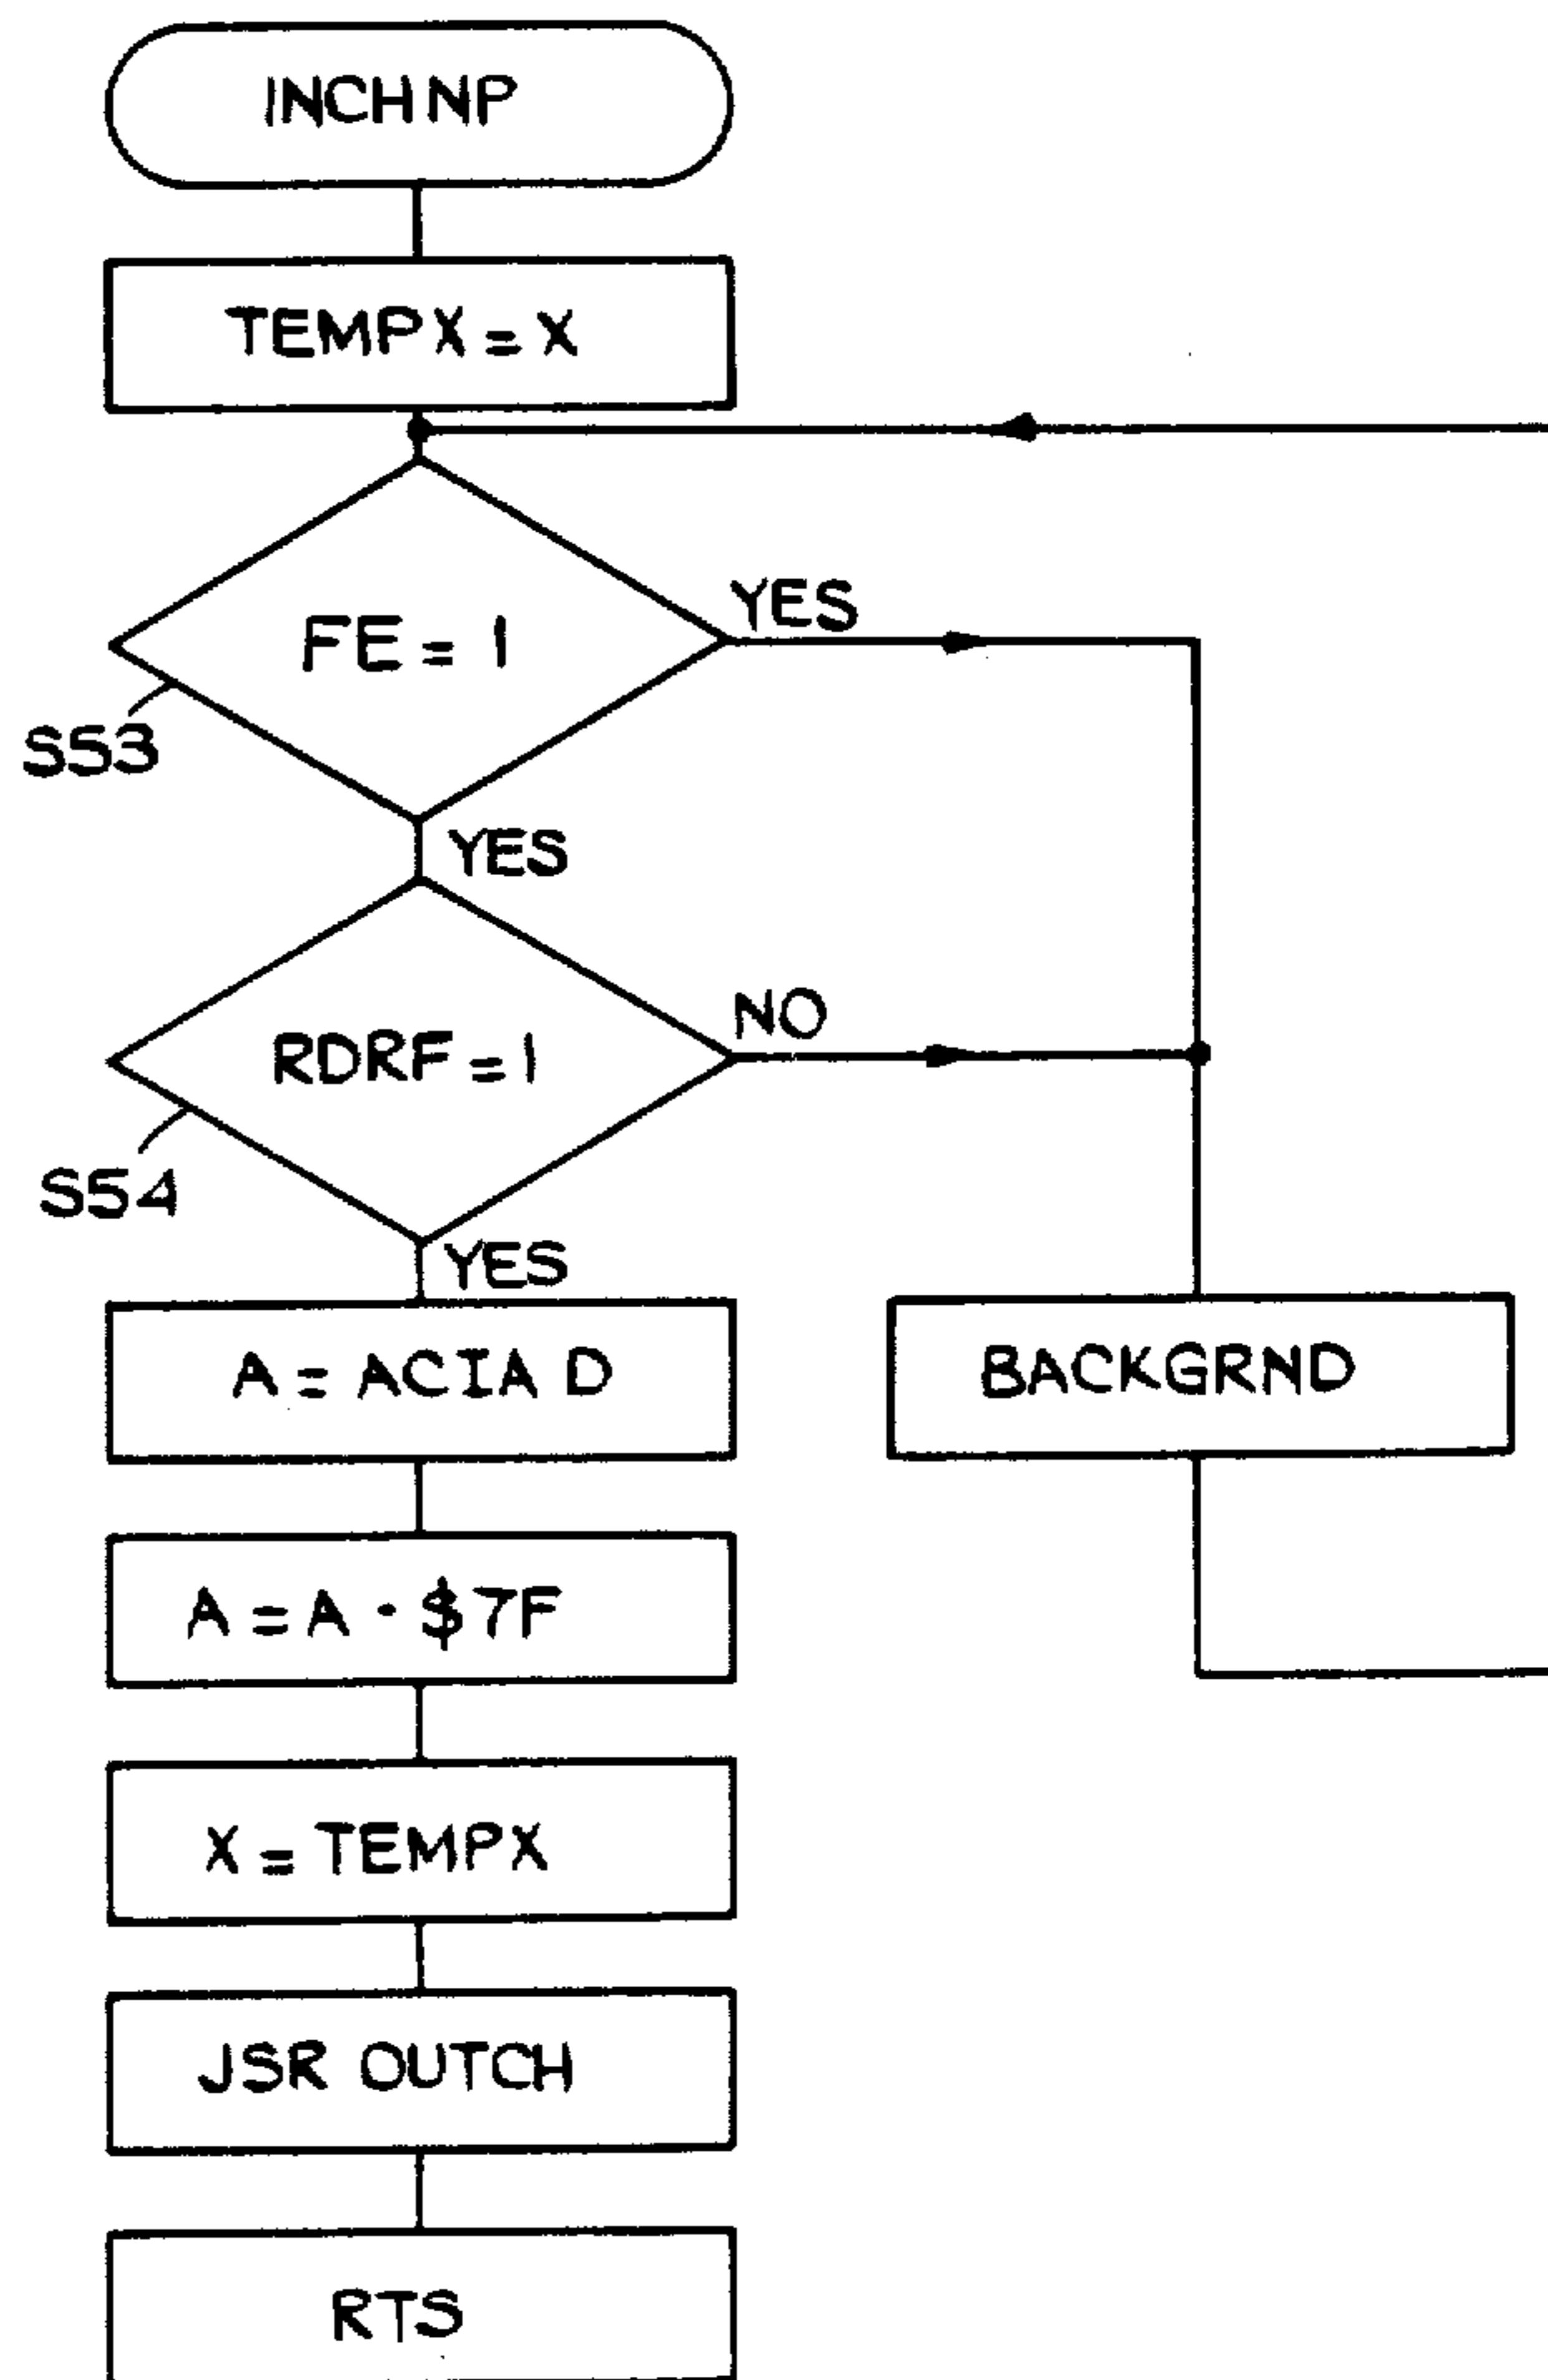 INCHNP
TEMPX = X
FE = 1
YES
S53
YES
RDRF = 1
NO
S54
YES
A = ACIA D
BACKGRND
A = A · $7F
X = TEMPX
JSR OUTCH
RTS